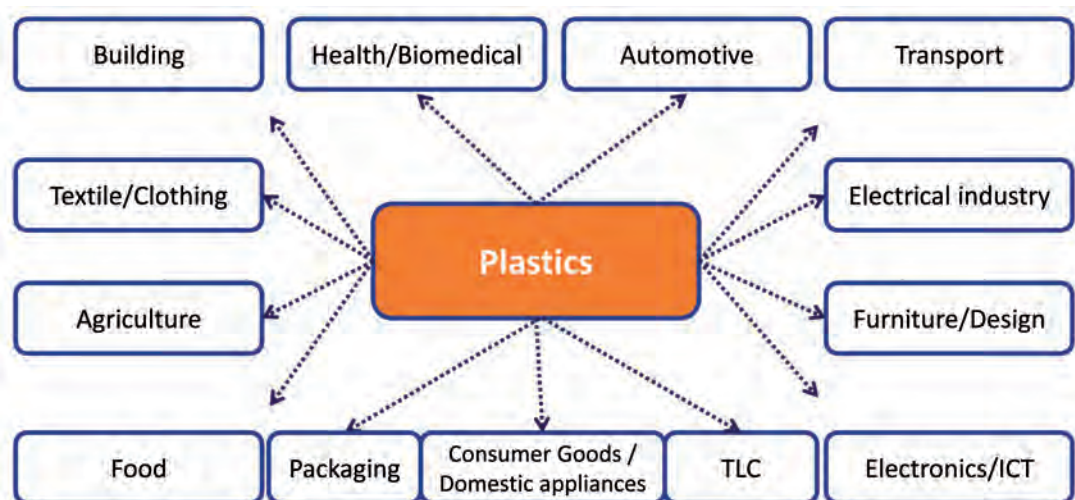 Building
Health/Biomedical
Automotive
Transport
Textile/Clothing
Electrical industry
Plastics
Agriculture
Furniture/Design
Food
Packaging
Consumer Goods /
Domestic appliances
TLC
Electronics/ICT